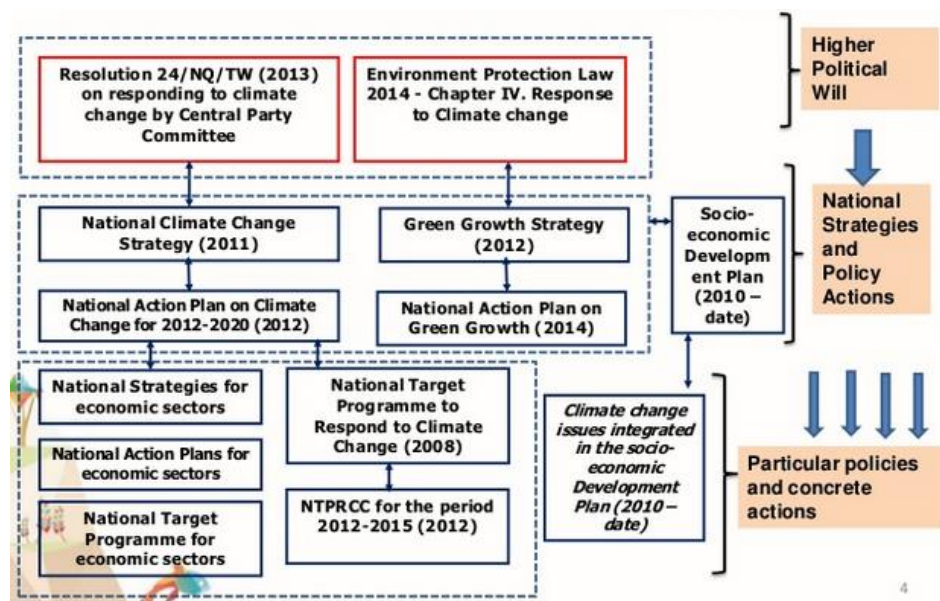 Resolution 24/NQ/TW (2013)
on responding to climate
change by Central Party
Committee
Environment Protection Law
2014 - Chapter IV. Response
to Climate change
Higher
Political
Will
National Climate Change
Strategy (2011)
Green Growth Strategy
(2012)
Socio-
economic
Developm
ent Plan
(2010 –
date)
National
Strategies
and
Policy
Actions
National Action Plan on Climate
Change for 2012-2020 (2012)
National Action Plan on
Green Growth (2014)
National Strategies for
economic sectors
National Target
Programme to
Respond to Climate
Change (2008)
Climate change
issues integrated
in the socio-
economic
Development
Plan (2010 –
date)
National Action Plans for
economic sectors
Particular policies
and concrete
actions
National Target
Programme for
economic sectors
NTPRCC for the period
2012-2015 (2012)
4